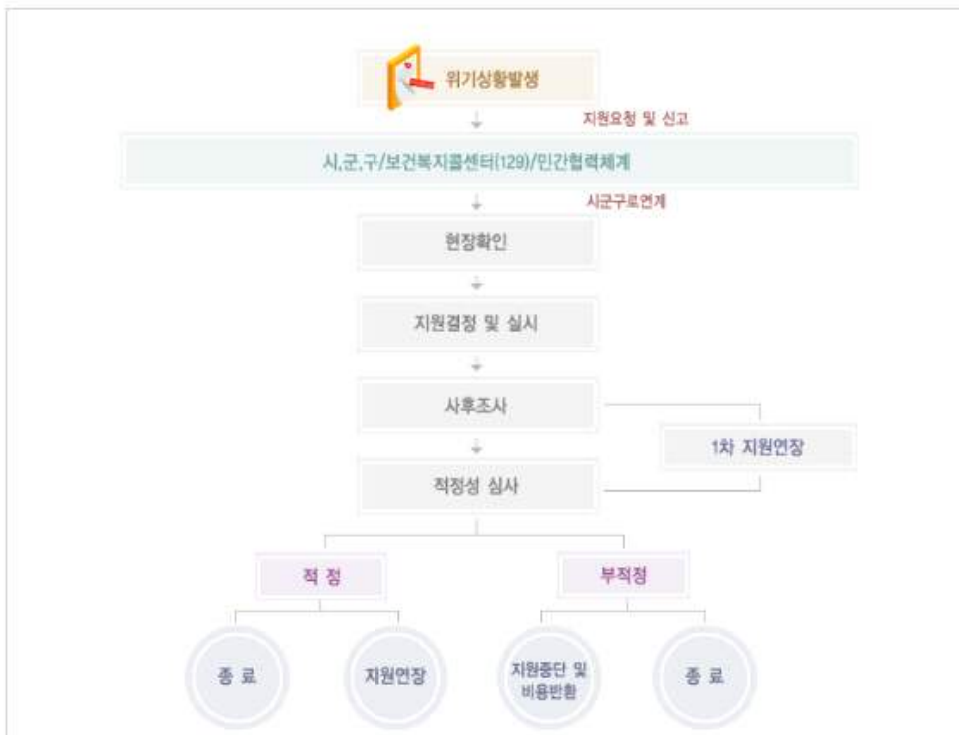 위기상황발생
지원요청 및 신고
시,군,구/보건복지콜센터(129)/민간협력체계
시군구로연계
현장확인
지원결정 및 실시
사후조사
1차 지원연장
적정성 심사
적 정
부적정
종 료
지원연장
지원중단 및
비용반환
종 료